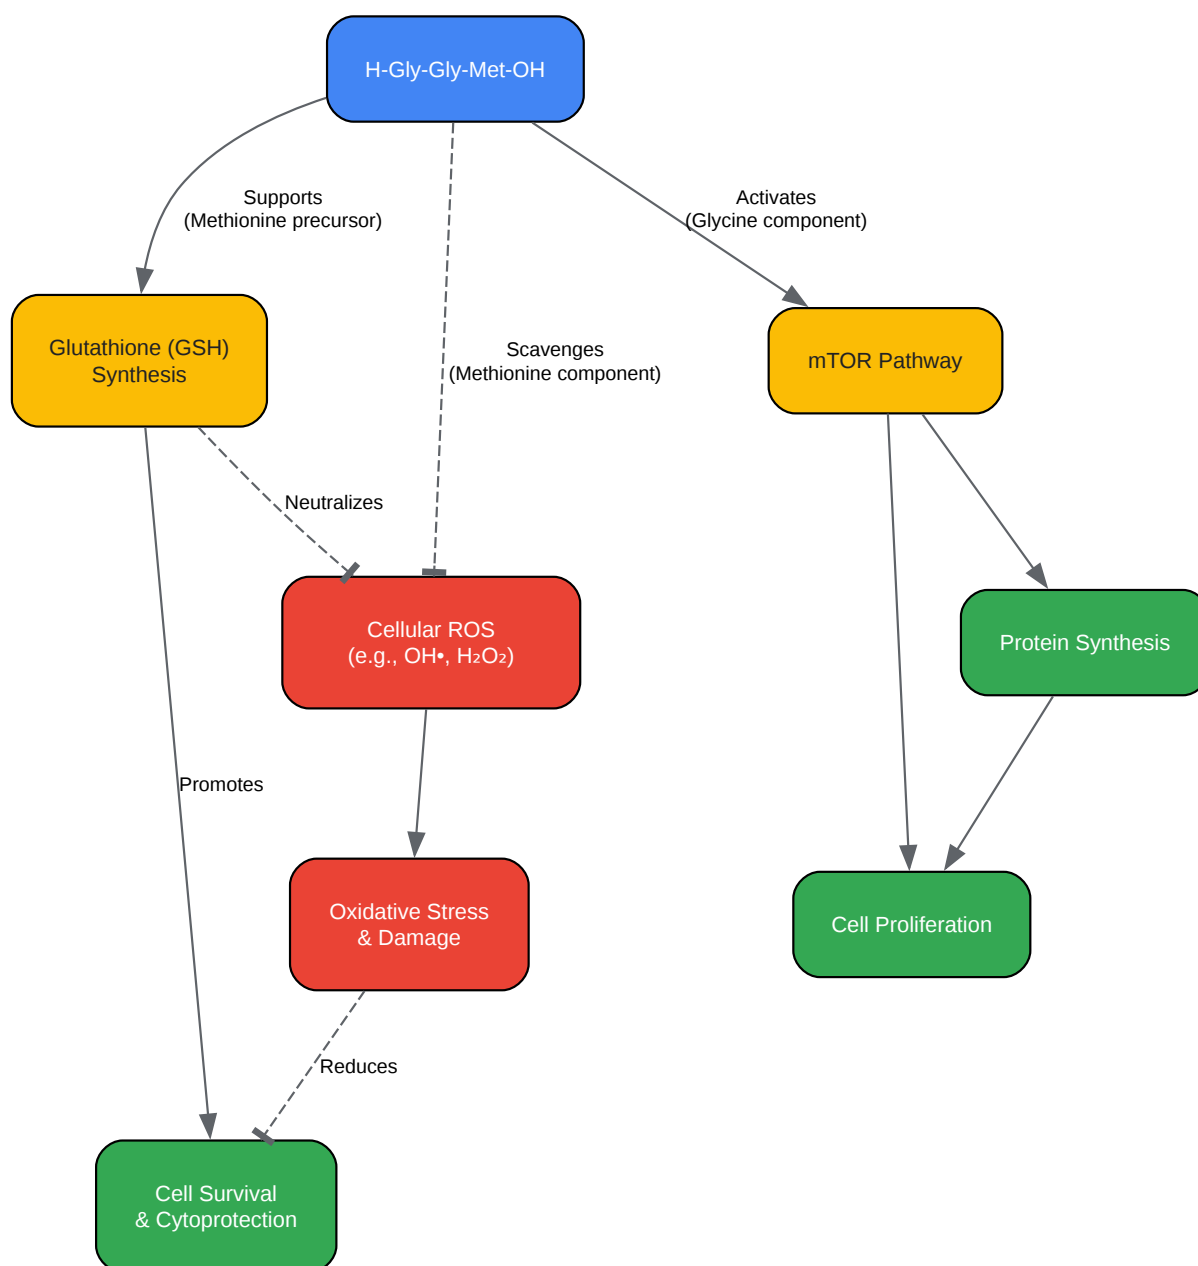 H-Gly-Gly-Met-OH
Supports
(Methionine precursor)
Activates
(Glycine component)
Glutathione (GSH)
Synthesis
Scavenges
(Methionine component)
mTOR Pathway
Neutralizes
Cellular ROS
(e.g., OH•, H₂O₂)
Protein Synthesis
Promotes
Oxidative Stress
& Damage
Cell Proliferation
Reduces
Cell Survival
& Cytoprotection